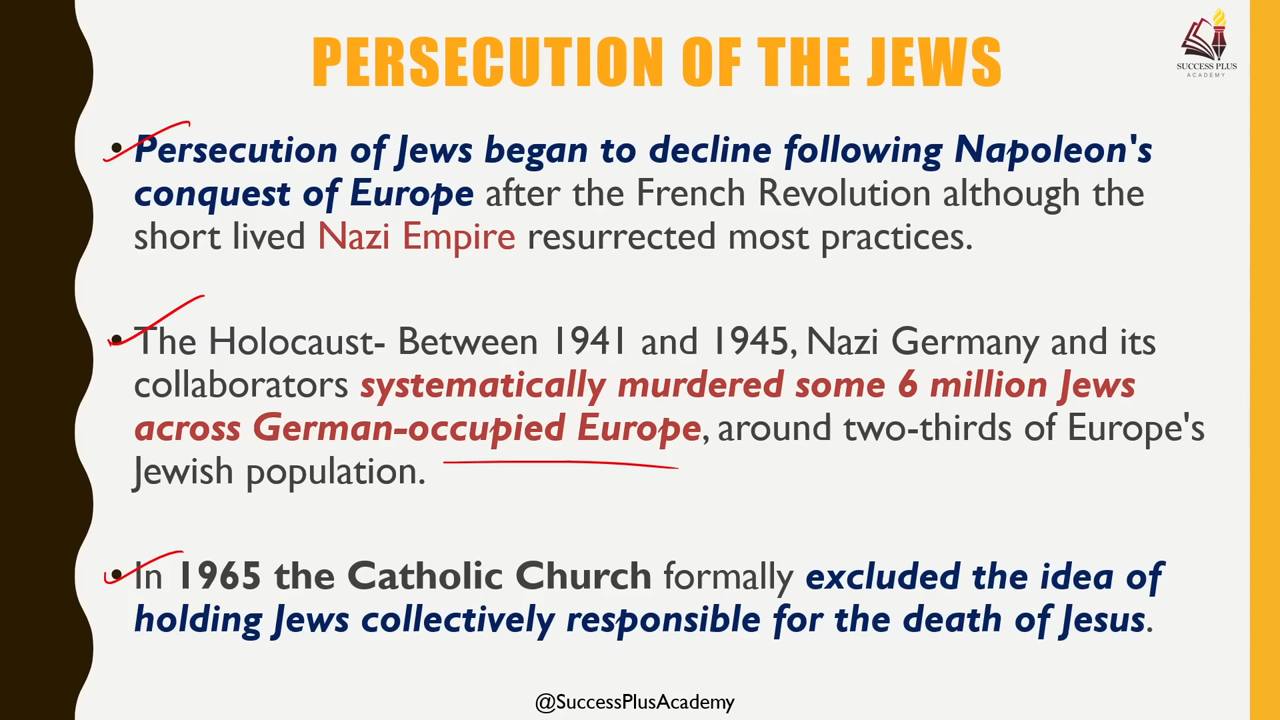 PERSECUTION OF THE JEWS
SUCCESS PLUS
ACADEMY
• Persecution of Jews began to decline following Napoleon's
conquest of Europe after the French Revolution although the
short lived Nazi Empire resurrected most practices.
• The Holocaust- Between 1941 and 1945, Nazi Germany and its
collaborators systematically murdered some 6 million Jews
across German-occupied Europe, around two-thirds of Europe's
Jewish population.
• In 1965 the Catholic Church formally excluded the idea of
holding Jews collectively responsible for the death of Jesus.
@SuccessPlusAcademy